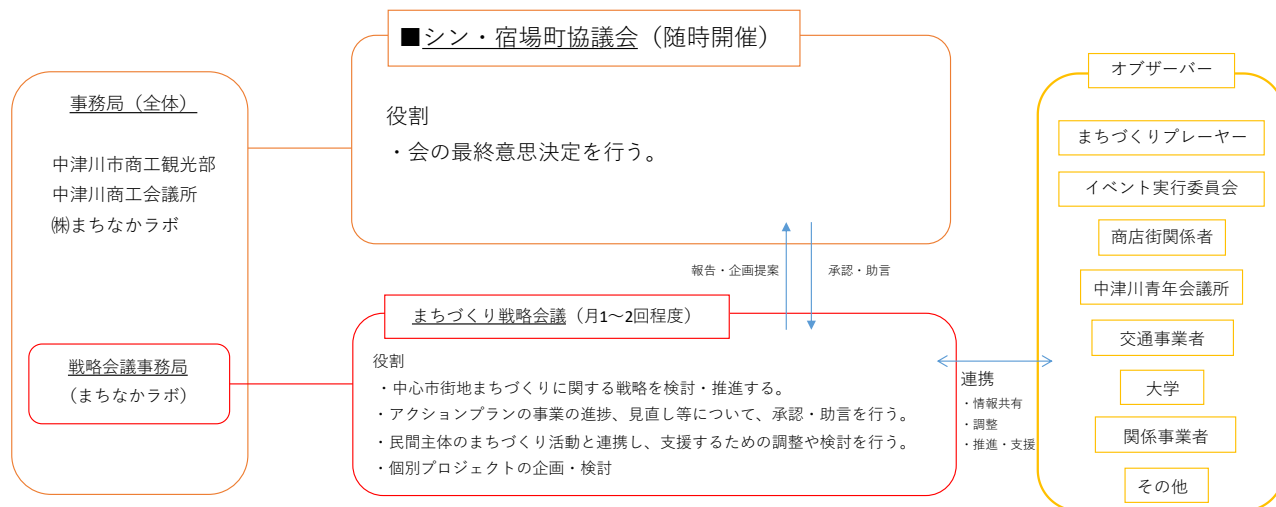 ■シン・宿場町協議会（随時開催）
役割
・会の最終意思決定を行う。
事務局（全体）
中津川市商工観光部
中津川商工会議所
㈱まちなかラボ
戦略会議事務局
（まちなかラボ）
報告・企画提案
承認・助言
まちづくり戦略会議（月1～2回程度）
役割
・中心市街地まちづくりに関する戦略を検討・推進する。
・アクションプランの事業の進捗、見直し等について、承認・助言を行う。
・民間主体のまちづくり活動と連携し、支援するための調整や検討を行う。
・個別プロジェクトの企画・検討
連携
・情報共有
・調整
・推進・支援
オブザーバー
まちづくりプレーヤー
イベント実行委員会
商店街関係者
中津川青年会議所
交通事業者
大学
関係事業者
その他